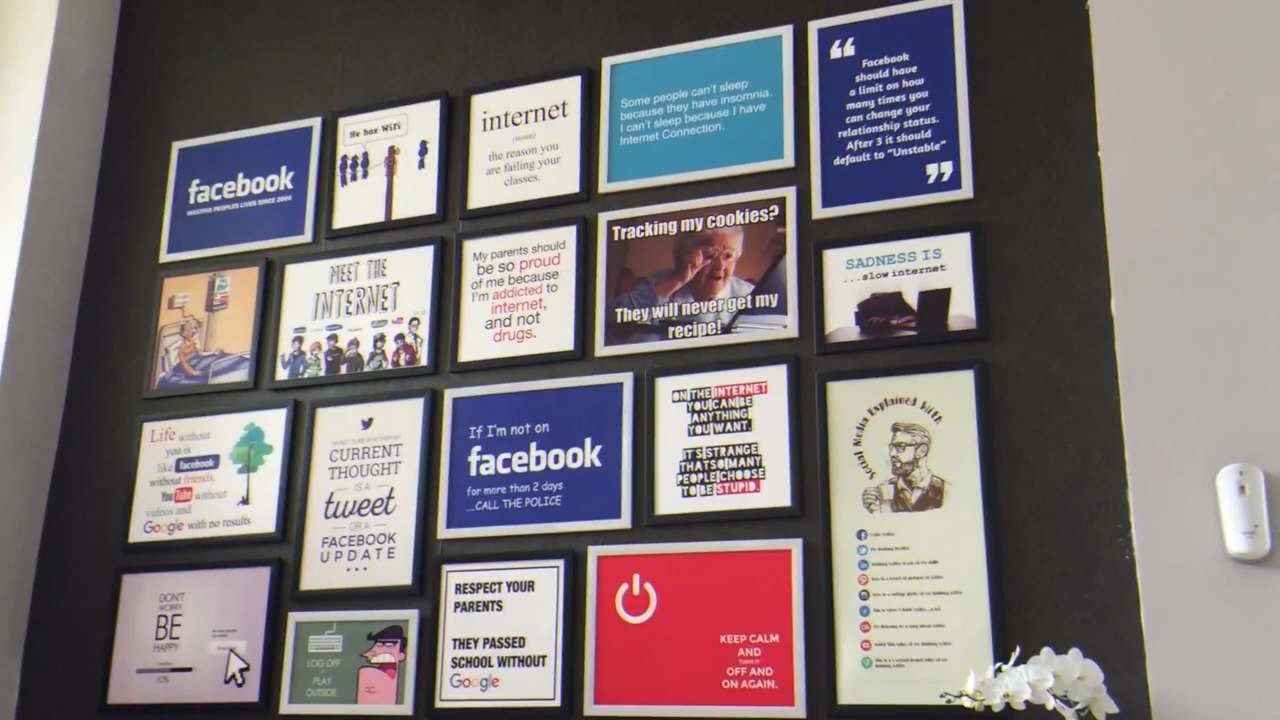 facebook
WASTING PEOPLES LIVES SINCE 2004
He has WiFi
internet
(noun)
the reason you
are failing your
classes.
Some people can't sleep
because they have insomnia.
I can't sleep because I have
Internet Connection.
“
Facebook
should have
a limit on how
many times you
can change your
relationship status.
After 3 it should
default to "Unstable"
”
MEET THE
INTERNET
My parents should
be so proud
of me because
I'm addicted to
internet,
and not
drugs.
Tracking my cookies?
They will never get my
recipe!
SADNESS IS
...slow internet
Life without
you is
like facebook
without friends,
YouTube without
videos and
Google with no results
CURRENT
THOUGHT
IS A
tweet
OR A
FACEBOOK
UPDATE
If I'm not on
facebook
for more than 2 days
...CALL THE POLICE
ON THE INTERNET
YOU CAN BE
ANYTHING
YOU WANT.
IT'S STRANGE
THAT SO MANY
PEOPLE CHOOSE
TO BE STUPID.
Social Media Explained With
DON'T
WORRY
BE
HAPPY
LOG OFF
PLAY
OUTSIDE
RESPECT YOUR
PARENTS
THEY PASSED
SCHOOL WITHOUT
Google
KEEP CALM
AND
TURN IT
OFF AND
ON AGAIN.